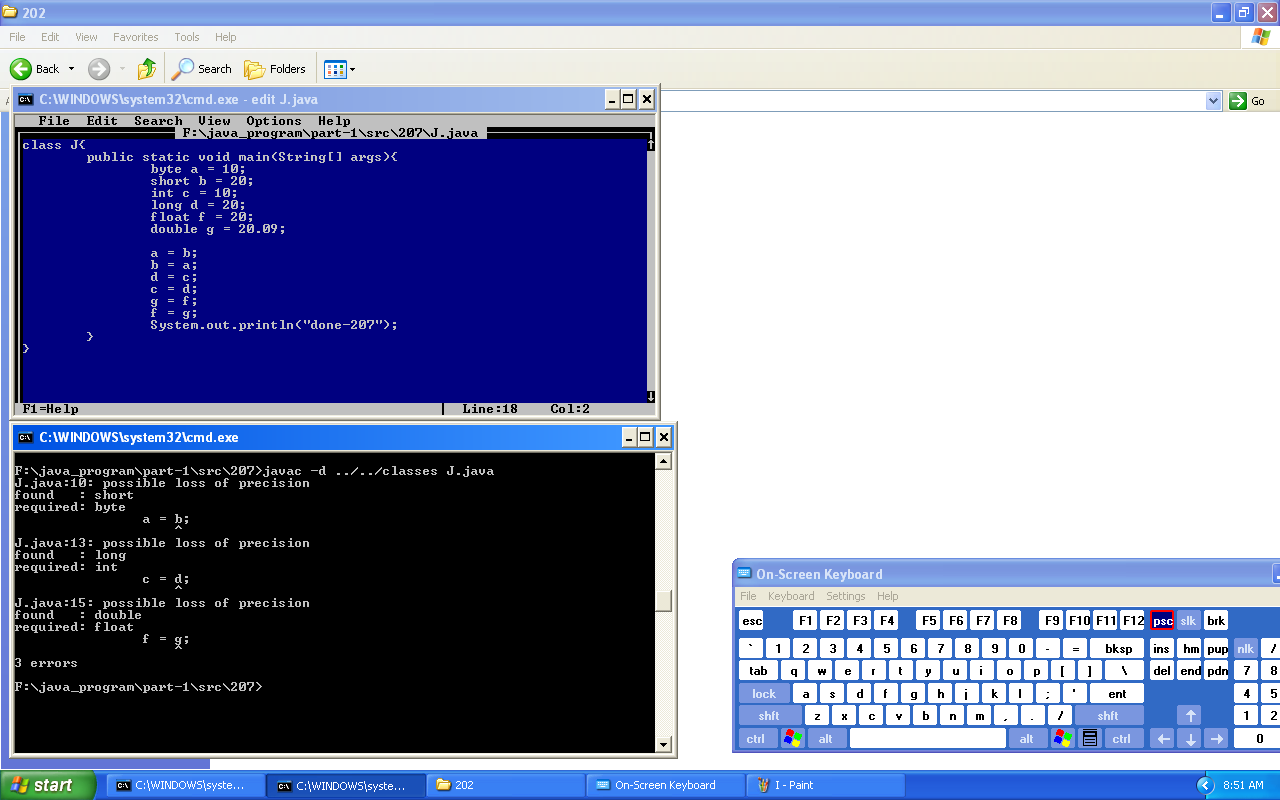 202
File Edit View Favorites Tools Help
Back Search Folders
Go
C:\WINDOWS\system32\cmd.exe - edit J.java
File Edit Search View Options Help
F:\java_program\part-1\src\207\J.java
class J{
public static void main(String[] args){
byte a = 10;
short b = 20;
int c = 10;
long d = 20;
float f = 20;
double g = 20.09;
a = b;
b = a;
d = c;
c = d;
g = f;
f = g;
System.out.println("done-207");
}
}
F1=Help Line:18 Col:2
C:\WINDOWS\system32\cmd.exe
F:\java_program\part-1\src\207>javac -d ../../classes J.java
J.java:10: possible loss of precision
found : short
required: byte
a = b;
^
J.java:13: possible loss of precision
found : long
required: int
c = d;
^
J.java:15: possible loss of precision
found : double
required: float
f = g;
^
3 errors
F:\java_program\part-1\src\207>
On-Screen Keyboard
File Keyboard Settings Help
esc F1 F2 F3 F4 F5 F6 F7 F8 F9 F10 F11 F12 psc slk brk
` 1 2 3 4 5 6 7 8 9 0 - = bksp ins hm pup nlk /
tab q w e r t y u i o p [ ] \ del end pdn 7 8
lock a s d f g h j k l ; ' ent 4 5
shft z x c v b n m , . / shft 1 2
ctrl alt alt ctrl 0
start C:\WINDOWS\syste... C:\WINDOWS\syste... 202 On-Screen Keyboard I - Paint 8:51 AM